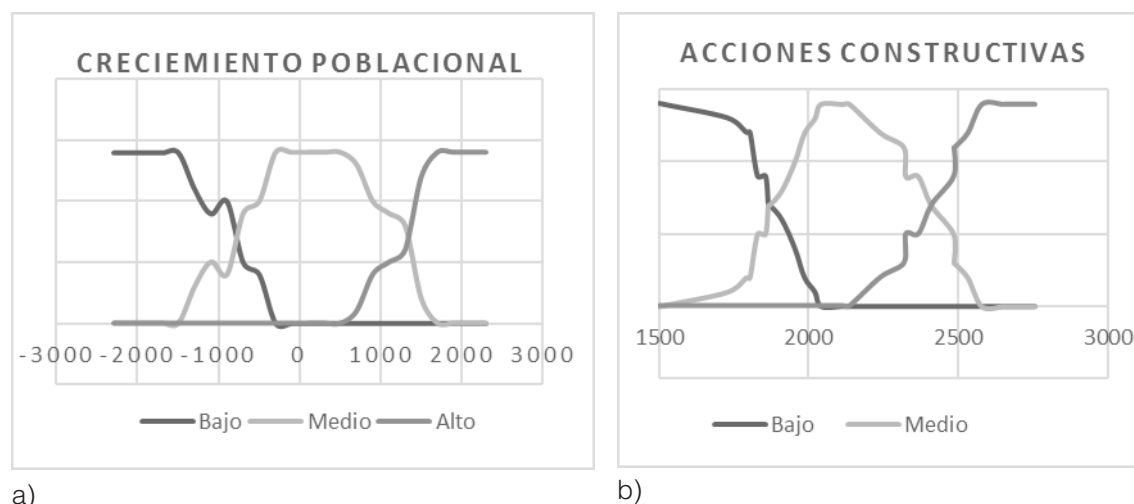 CRECIEMIENTO POBLACIONAL
-3000 -2000 -1000 0 1000 2000 3000
Bajo Medio Alto
a)
ACCIONES CONSTRUCTIVAS
1500 2000 2500 3000
Bajo Medio
b)